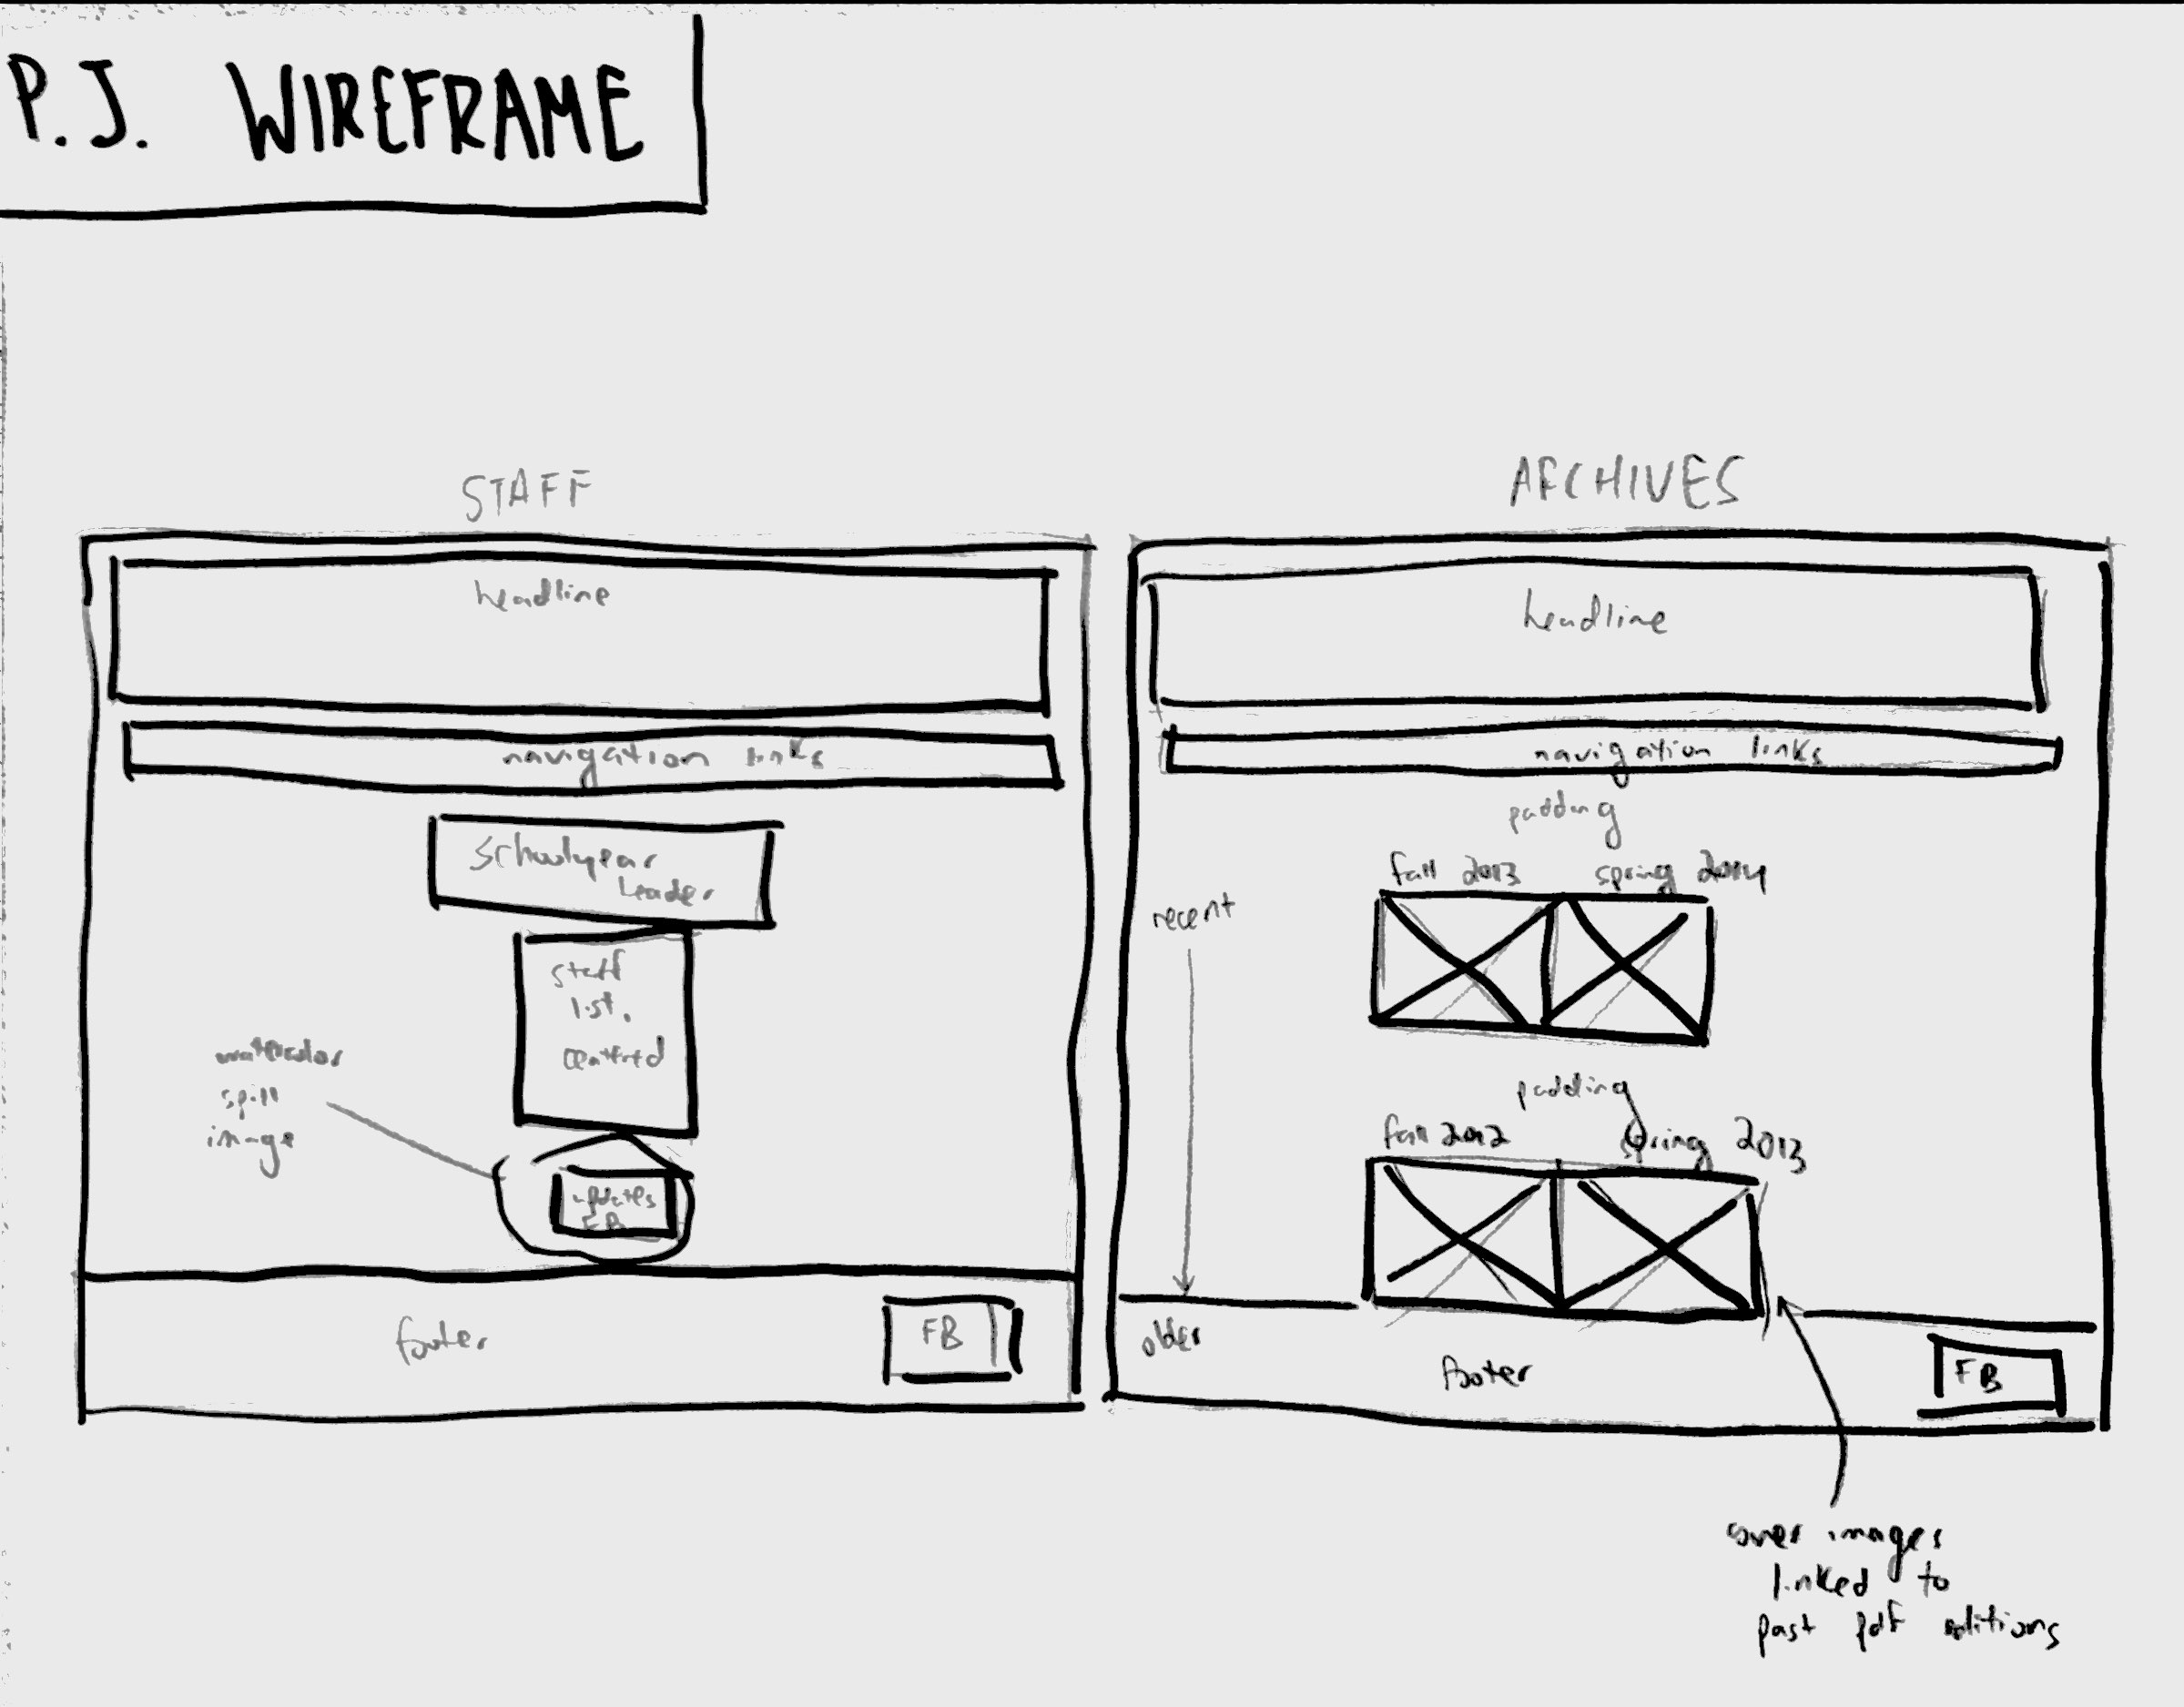 P.J. WIREFRAME
STAFF
headline
navigation links
Schoolyear
Leader
staff
list.
centered
watercolor
spill
image
updates
FB
footer
FB
ARCHIVES
headline
navigation links
padding
fall 2013 spring 2014
recent
padding
fall 2012 spring 2013
older
footer
FB
cover images
linked to
past pdf editions